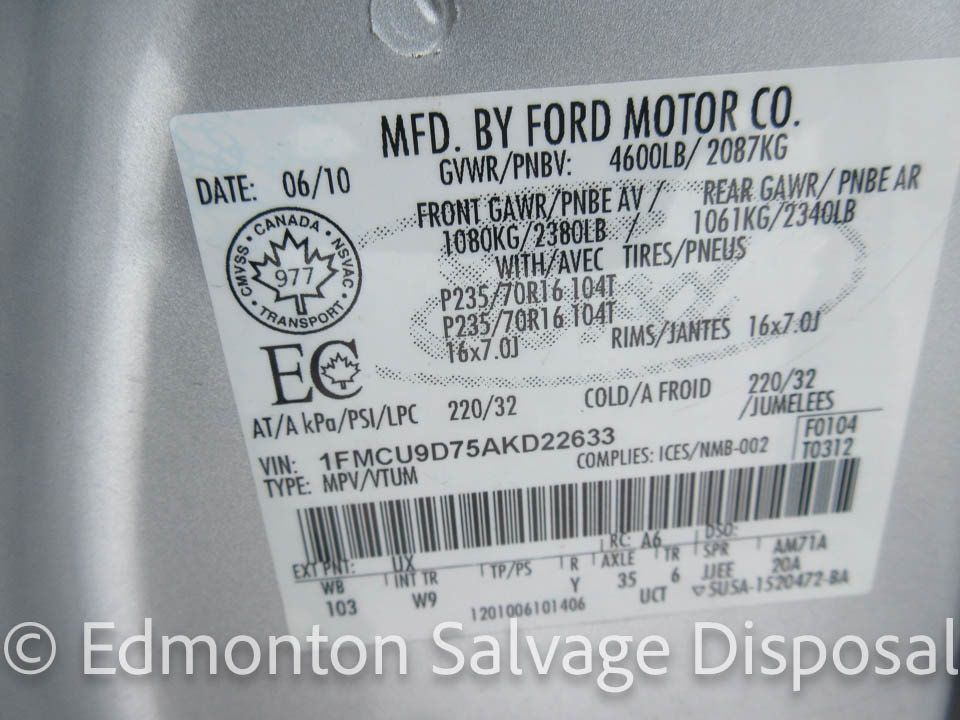 MFD. BY FORD MOTOR CO.
DATE: 06/10 GVWR/PNBV: 4600LB/ 2087KG
FRONT GAWR/PNBE AV / REAR GAWR/ PNBE AR
1080KG/2380LB / 1061KG/2340LB
WITH/AVEC TIRES/PNEUS
P235/70R16 104T
P235/70R16 104T
16x7.0J RIMS/JANTES 16x7.0J
CANADA
CMVSS NSVAC
977
TRANSPORT
EC
AT/A kPa/PSI/LPC 220/32 COLD/A FROID 220/32
/JUMELEES
VIN: 1FMCU9D75AKD22633 F0104
TYPE: MPV/VTUM COMPLIES: ICES/NMB-002 T0312
EXT PNT: UX RC: A6 DSO:
WB INT TR TP/PS R AXLE TR SPR AM71A
103 W9 Y 35 6 JJEE 20A
1201006101406 UCT ▽SUSA-1520472-BA
© Edmonton Salvage Disposal